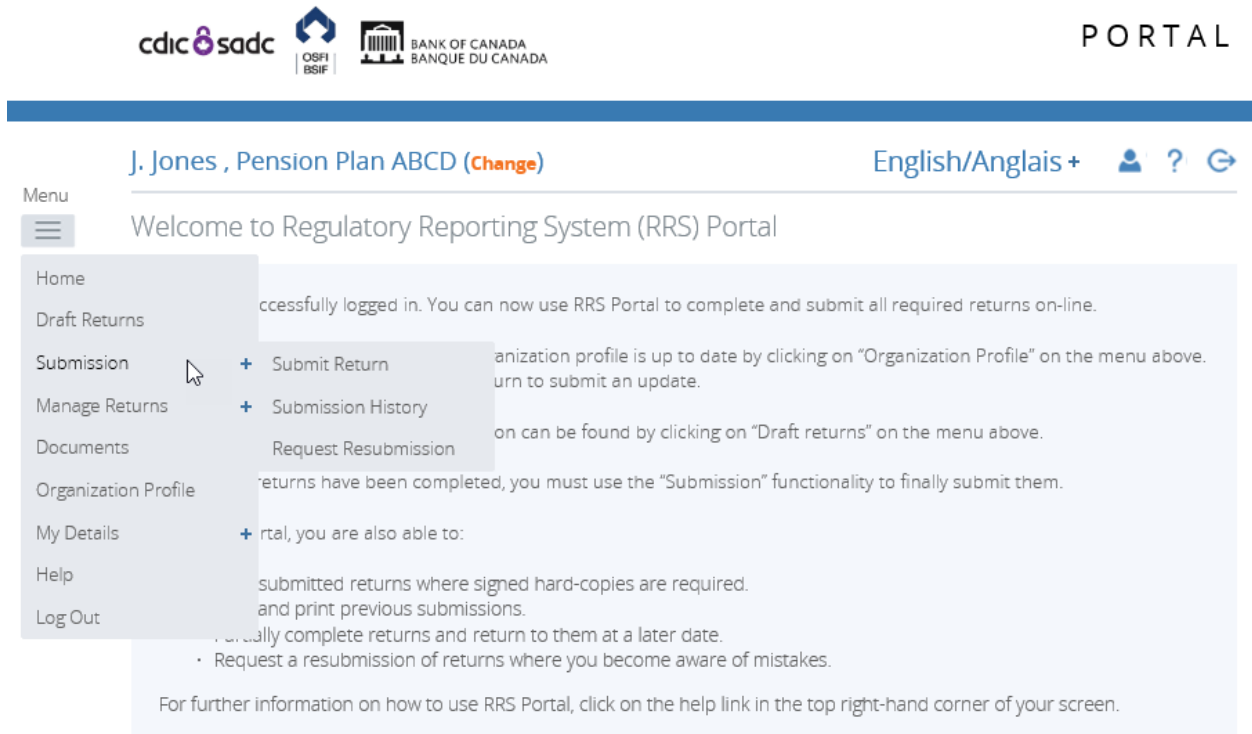 cdic sadc
OSFI
BSIF
BANK OF CANADA
BANQUE DU CANADA
PORTAL
J. Jones , Pension Plan ABCD (Change)
English/Anglais +
?
Menu
Welcome to Regulatory Reporting System (RRS) Portal
Home
Draft Returns
Submission +
Manage Returns +
Documents
Organization Profile
My Details +
Help
Log Out
Submit Return
Submission History
Request Resubmission
ccessfully logged in. You can now use RRS Portal to complete and submit all required returns on-line.
anization profile is up to date by clicking on “Organization Profile” on the menu above.
urn to submit an update.
on can be found by clicking on “Draft returns” on the menu above.
returns have been completed, you must use the “Submission” functionality to finally submit them.
rtal, you are also able to:
submitted returns where signed hard-copies are required.
and print previous submissions.
Partially complete returns and return to them at a later date.
· Request a resubmission of returns where you become aware of mistakes.
For further information on how to use RRS Portal, click on the help link in the top right-hand corner of your screen.